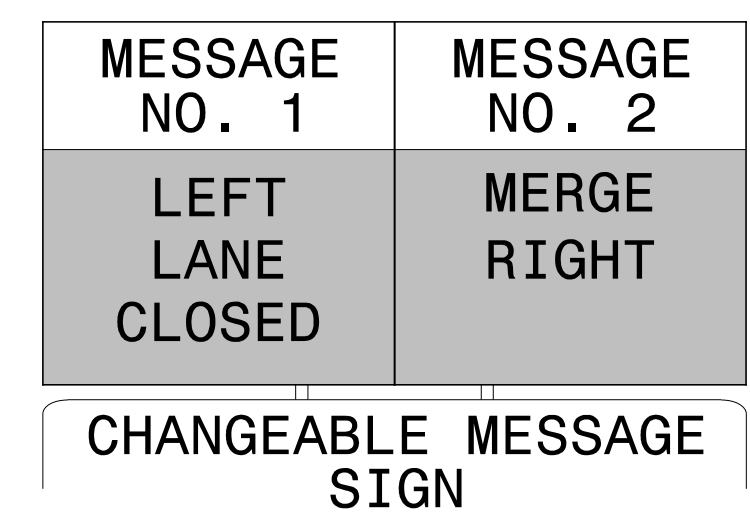 MESSAGE
NO. 1
MESSAGE
NO. 2
LEFT
LANE
CLOSED
MERGE
RIGHT
CHANGEABLE MESSAGE
SIGN